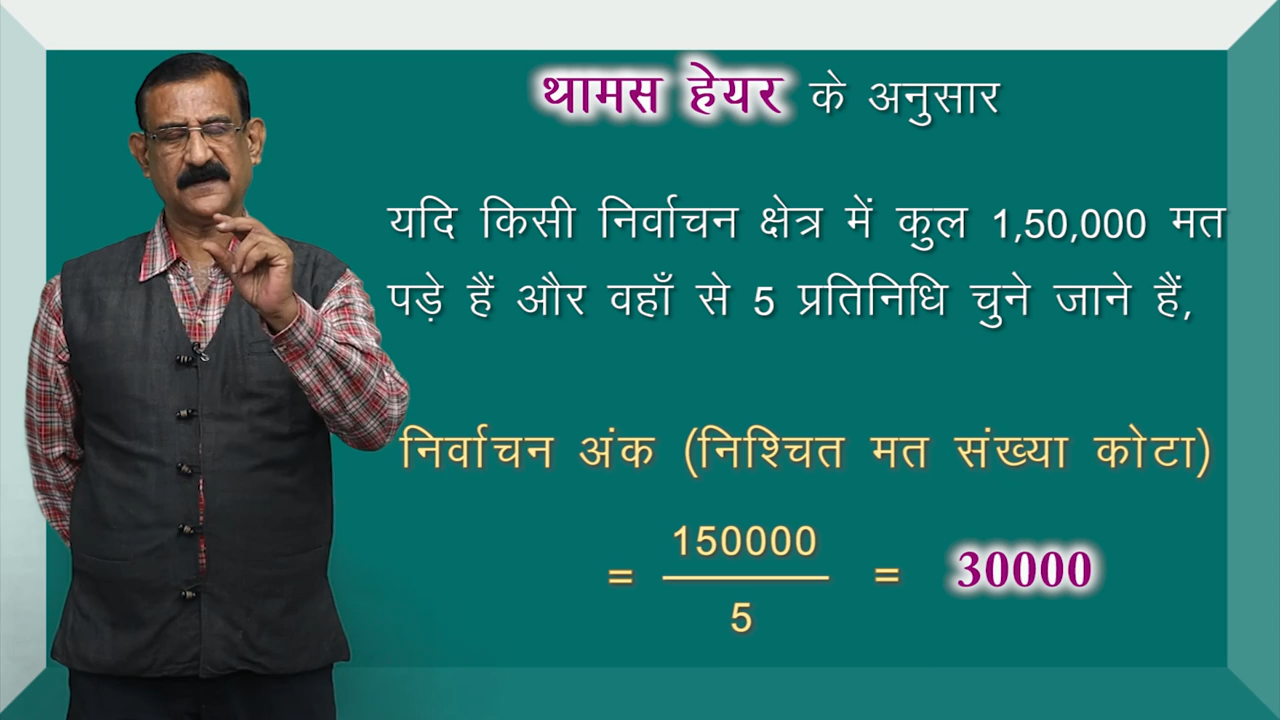 थामस हेयर के अनुसार
यदि किसी निर्वाचन क्षेत्र में कुल 1,50,000 मत
पड़े हैं और वहाँ से 5 प्रतिनिधि चुने जाने हैं,
निर्वाचन अंक (निश्चित मत संख्या कोटा)
= 150000 / 5 = 30000